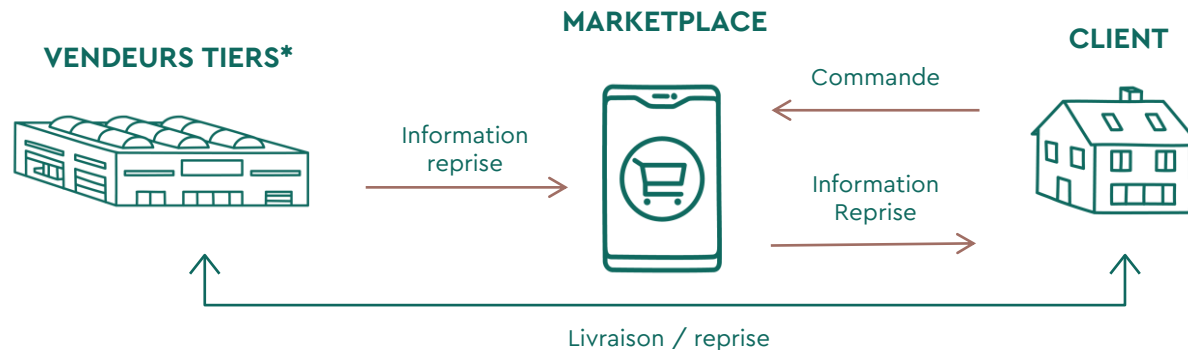 MARKETPLACE
VENDEURS TIERS*
CLIENT
Commande
Information
reprise
Information
Reprise
Livraison / reprise